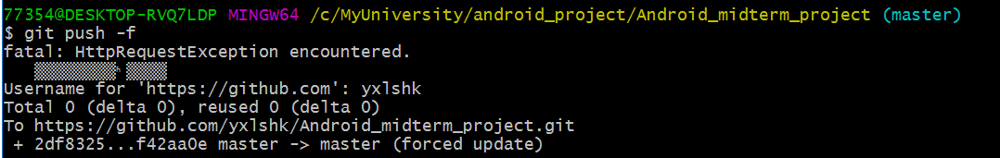 77354@DESKTOP-RVQ7LDP MINGW64 /c/MyUniversity/android_project/Android_midterm_project (master)
$ git push -f
fatal: HttpRequestException encountered.
Username for 'https://github.com': yxlshk
Total 0 (delta 0), reused 0 (delta 0)
To https://github.com/yxlshk/Android_midterm_project.git
+ 2df8325...f42aa0e master -> master (forced update)